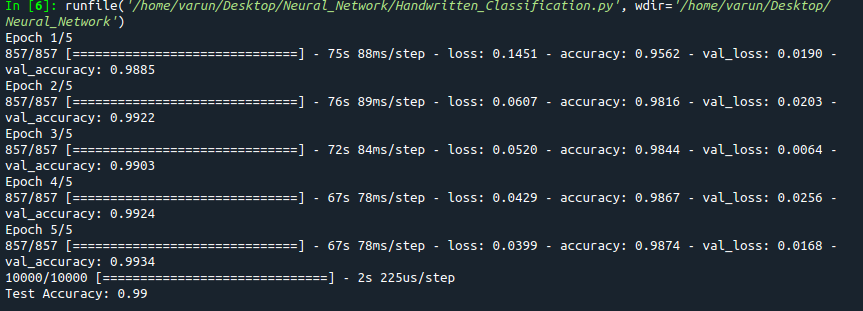 In [6]: runfile('/home/varun/Desktop/Neural_Network/Handwritten_Classification.py', wdir='/home/varun/Desktop/
Neural_Network')
Epoch 1/5
857/857 [==============================] - 75s 88ms/step - loss: 0.1451 - accuracy: 0.9562 - val_loss: 0.0190 -
val_accuracy: 0.9885
Epoch 2/5
857/857 [==============================] - 76s 89ms/step - loss: 0.0607 - accuracy: 0.9816 - val_loss: 0.0203 -
val_accuracy: 0.9922
Epoch 3/5
857/857 [==============================] - 72s 84ms/step - loss: 0.0520 - accuracy: 0.9844 - val_loss: 0.0064 -
val_accuracy: 0.9903
Epoch 4/5
857/857 [==============================] - 67s 78ms/step - loss: 0.0429 - accuracy: 0.9867 - val_loss: 0.0256 -
val_accuracy: 0.9924
Epoch 5/5
857/857 [==============================] - 67s 78ms/step - loss: 0.0399 - accuracy: 0.9874 - val_loss: 0.0168 -
val_accuracy: 0.9934
10000/10000 [==============================] - 2s 225us/step
Test Accuracy: 0.99